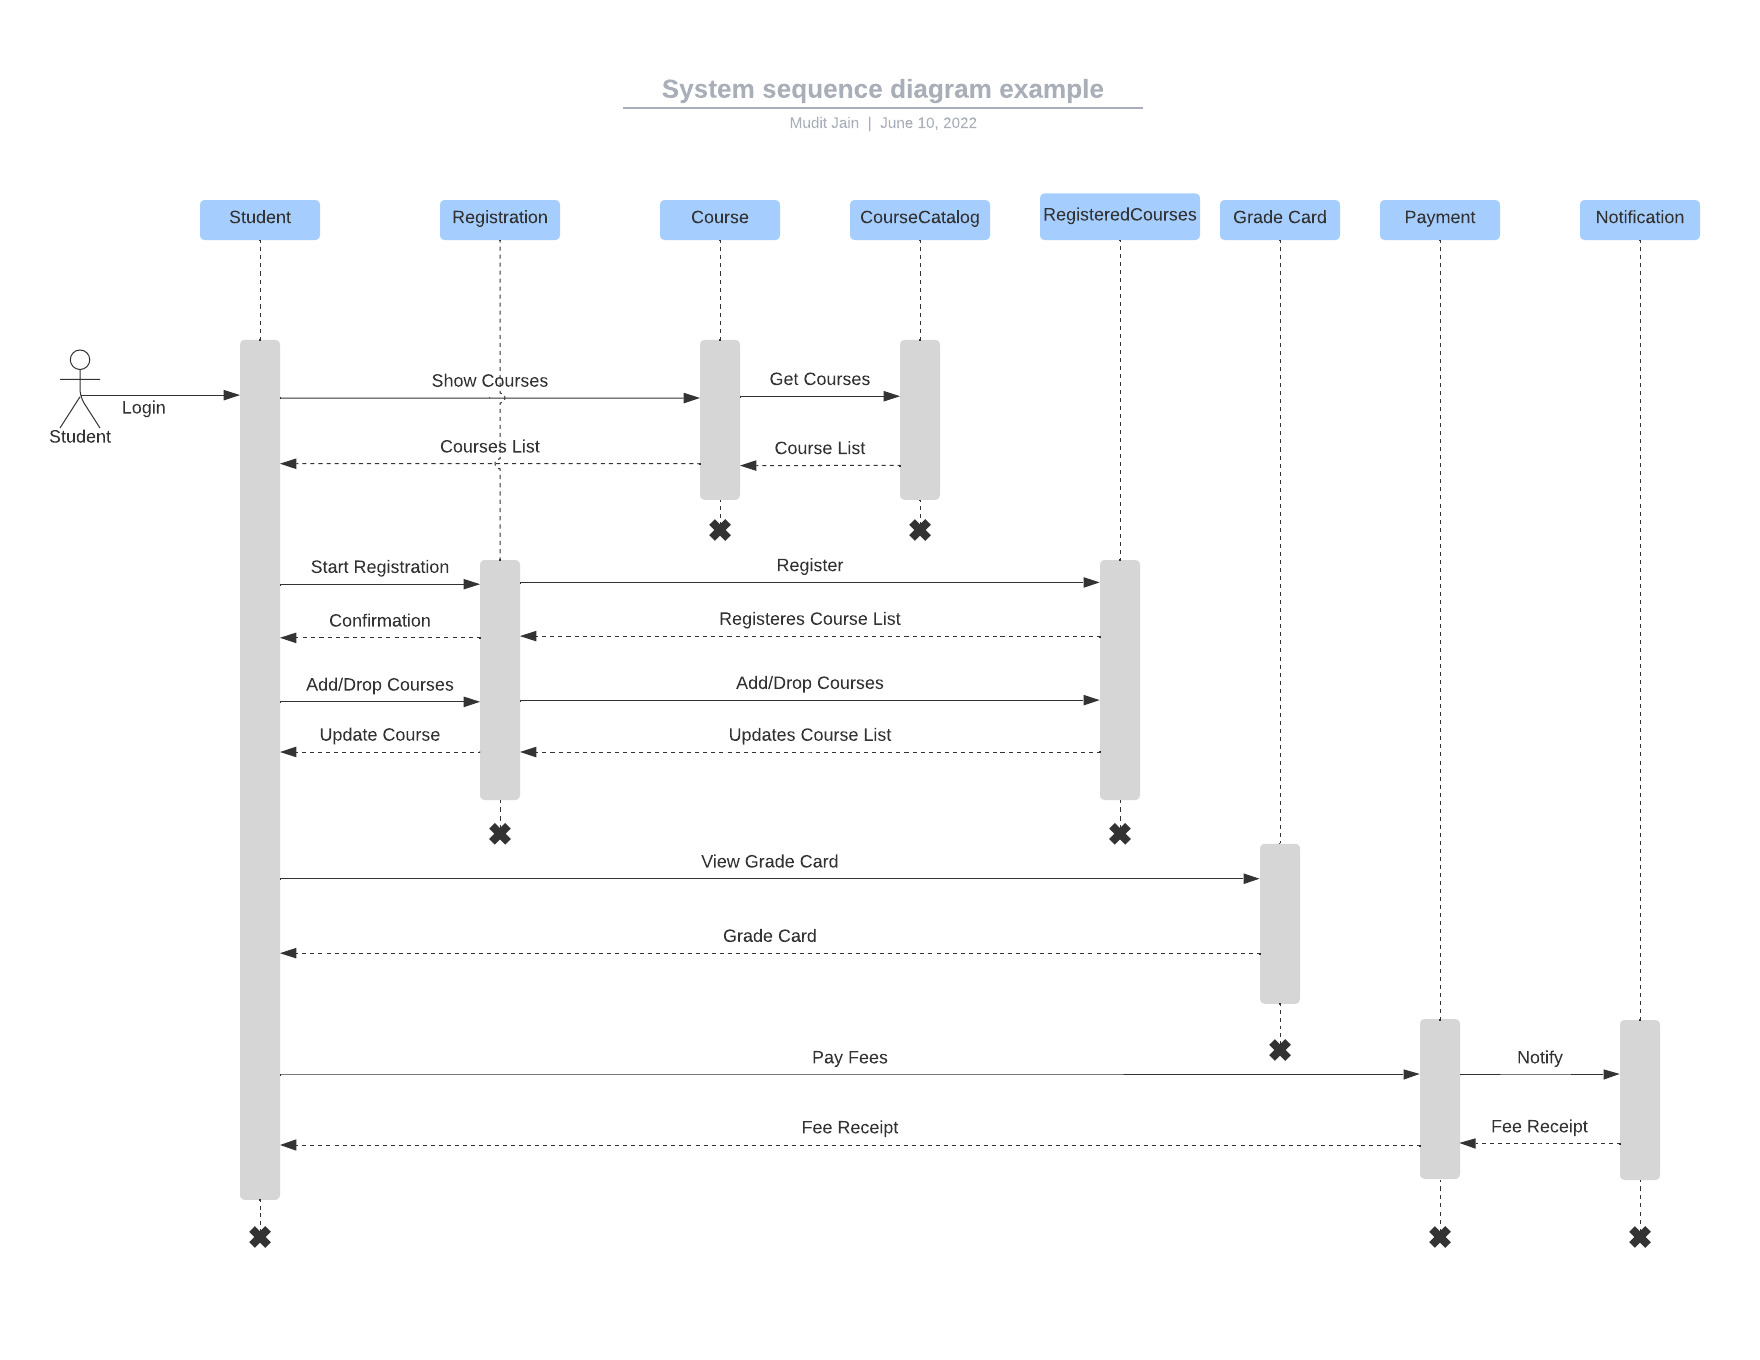 System sequence diagram example
Mudit Jain | June 10, 2022
Student
Registration
Course
CourseCatalog
RegisteredCourses
Grade Card
Payment
Notification
Show Courses
Get Courses
Login
Student
Courses List
Course List
Start Registration
Register
Confirmation
Registeres Course List
Add/Drop Courses
Add/Drop Courses
Update Course
Updates Course List
View Grade Card
Grade Card
Pay Fees
Notify
Fee Receipt
Fee Receipt